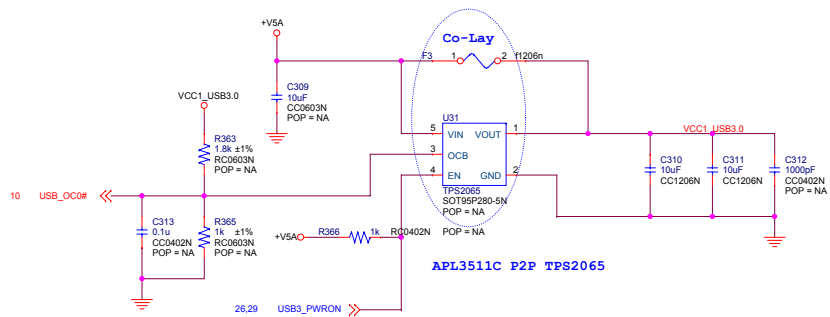 +V5A
Co-Lay
F3
1
2
f1206n
C309
10uF
CC0603N
POP = NA
VCC1_USB3.0
U31
R363
1.8k ±1%
RC0603N
POP = NA
5
VIN
VOUT
1
VCC1_USB3.0
3
OCB
4
EN
GND
2
C310
10uF
CC1206N
C311
10uF
CC1206N
C312
1000pF
CC0402N
POP = NA
10 USB_OC0#
TPS2065
SOT95P280-5N
POP = NA
C313
0.1u
CC0402N
POP = NA
R365
1k ±1%
RC0603N
POP = NA
+V5A
R366
1k
RC0402N
POP = NA
APL3511C P2P TPS2065
26,29 USB3_PWRON